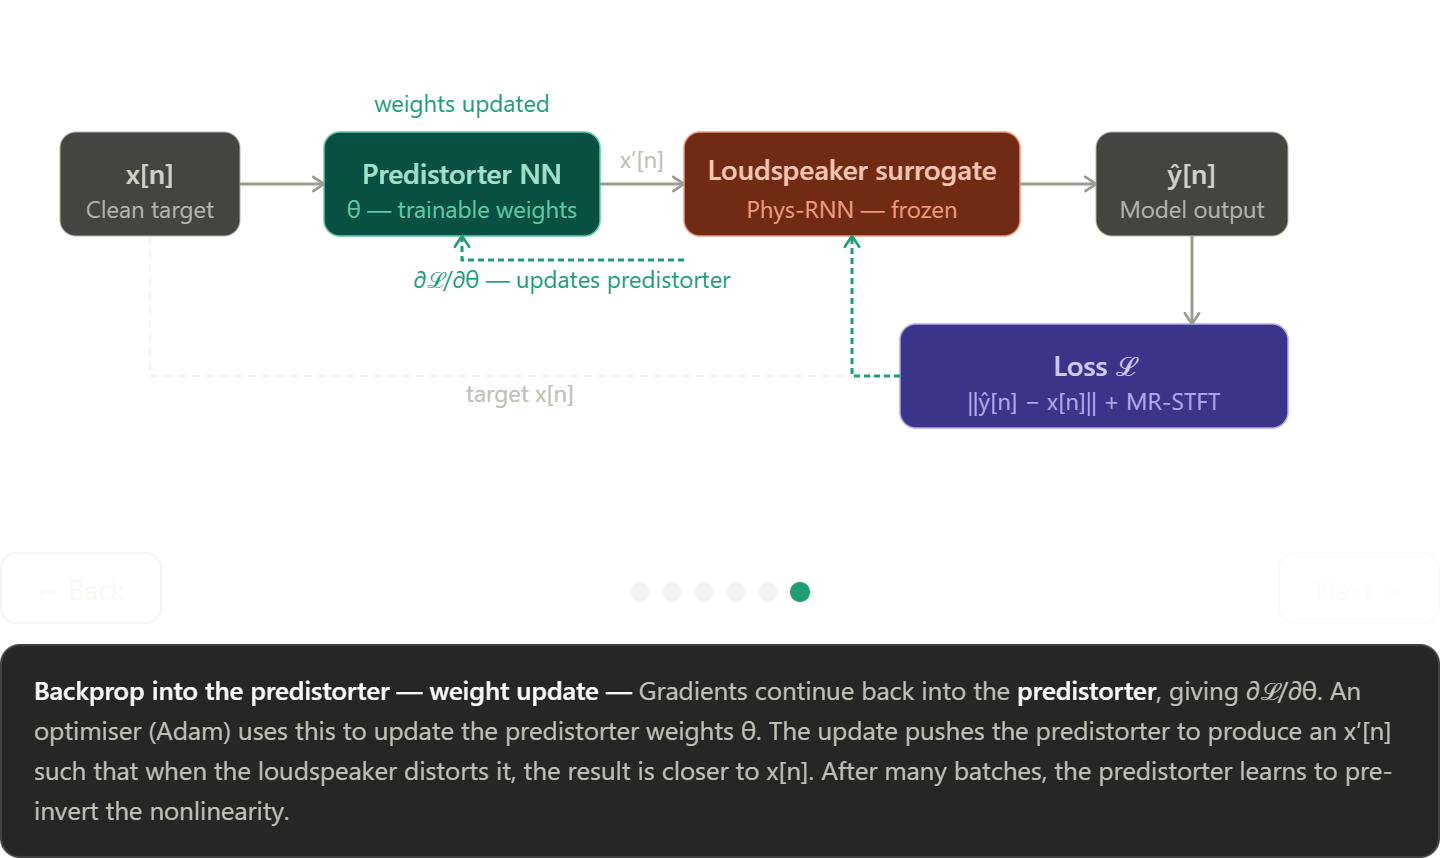 weights updated
x[n]
Clean target
Predistorter NN
θ — trainable weights
x′[n]
Loudspeaker surrogate
Phys-RNN — frozen
ŷ[n]
Model output
∂ℒ/∂θ — updates predistorter
target x[n]
Loss ℒ
||ŷ[n] − x[n]|| + MR-STFT
← Back
Next →
Backprop into the predistorter — weight update — Gradients continue back into the predistorter, giving ∂ℒ/∂θ. An
optimiser (Adam) uses this to update the predistorter weights θ. The update pushes the predistorter to produce an x′[n]
such that when the loudspeaker distorts it, the result is closer to x[n]. After many batches, the predistorter learns to pre-
invert the nonlinearity.